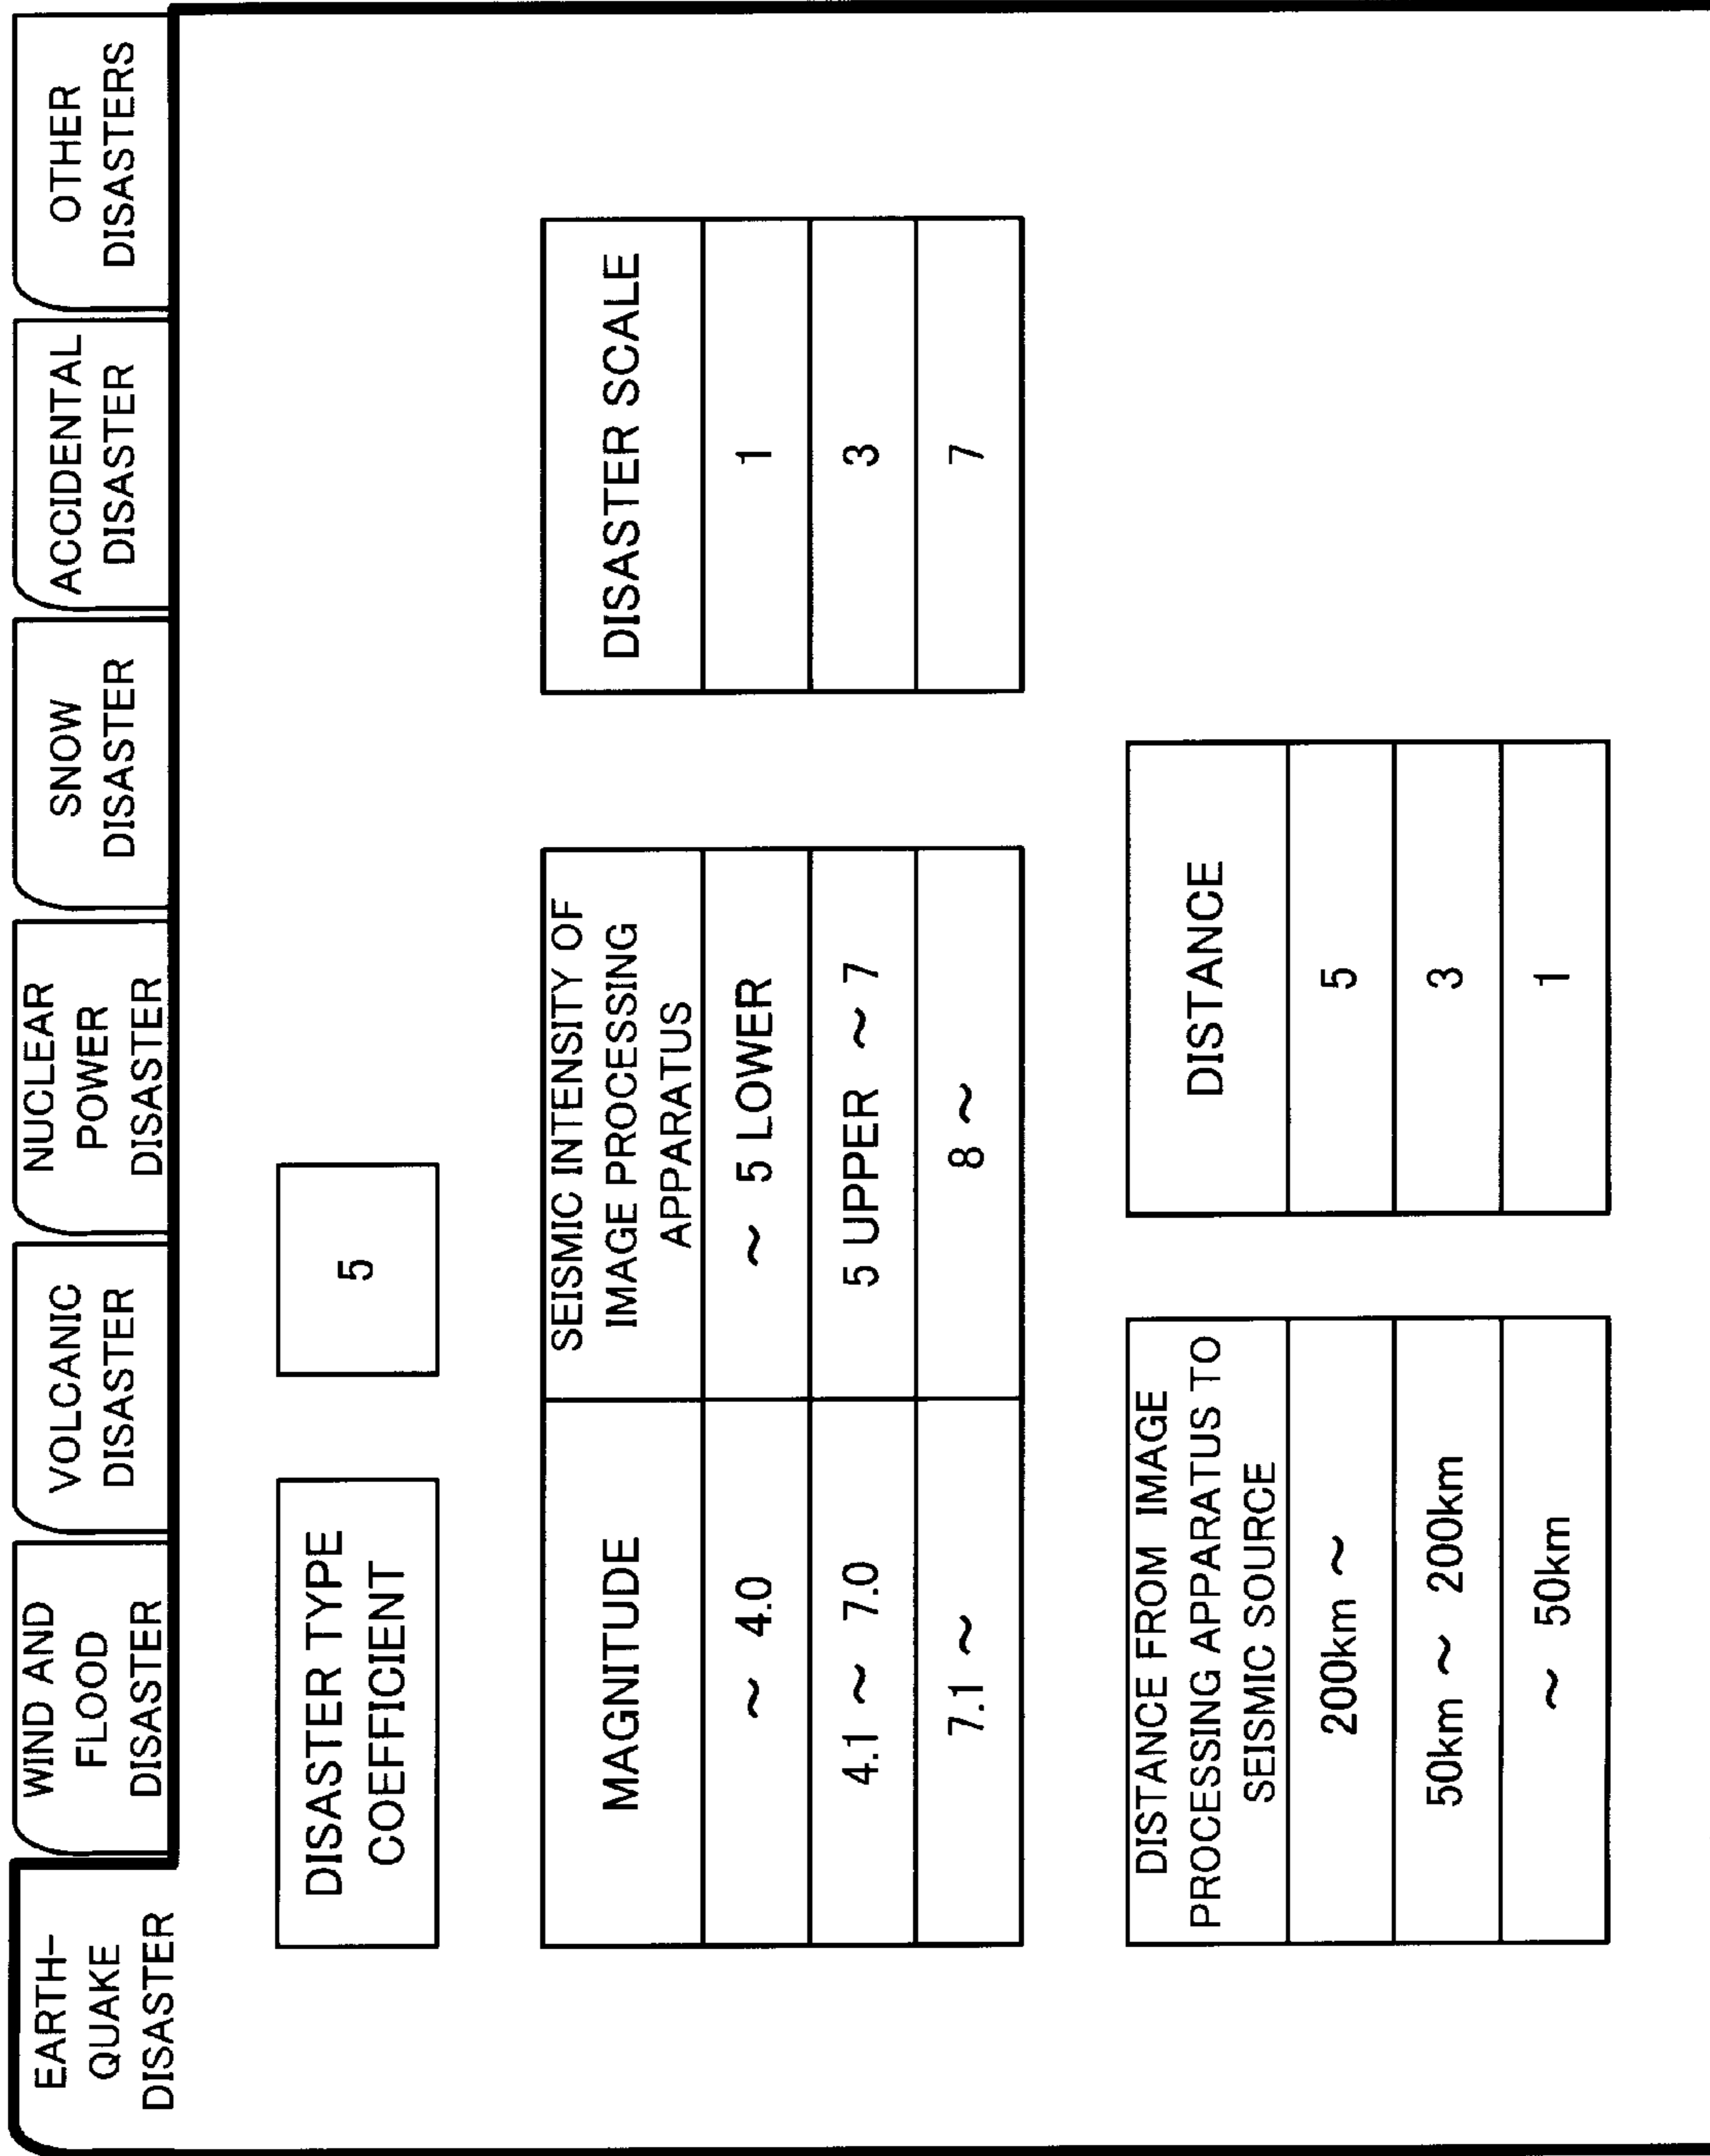 EARTH-
QUAKE
DISASTER
WIND AND
FLOOD
DISASTER
VOLCANIC
DISASTER
NUCLEAR
POWER
DISASTER
SNOW
DISASTER
ACCIDENTAL
DISASTER
OTHER
DISASTERS
DISASTER TYPE
COEFFICIENT
5
MAGNITUDE
SEISMIC INTENSITY OF
IMAGE PROCESSING
APPARATUS
DISASTER SCALE
~ 4.0
~ 5 LOWER
1
4.1 ~ 7.0
5 UPPER ~ 7
3
7.1 ~
8 ~
7
DISTANCE FROM IMAGE
PROCESSING APPARATUS TO
SEISMIC SOURCE
DISTANCE
200km ~
5
50km ~ 200km
3
~ 50km
1